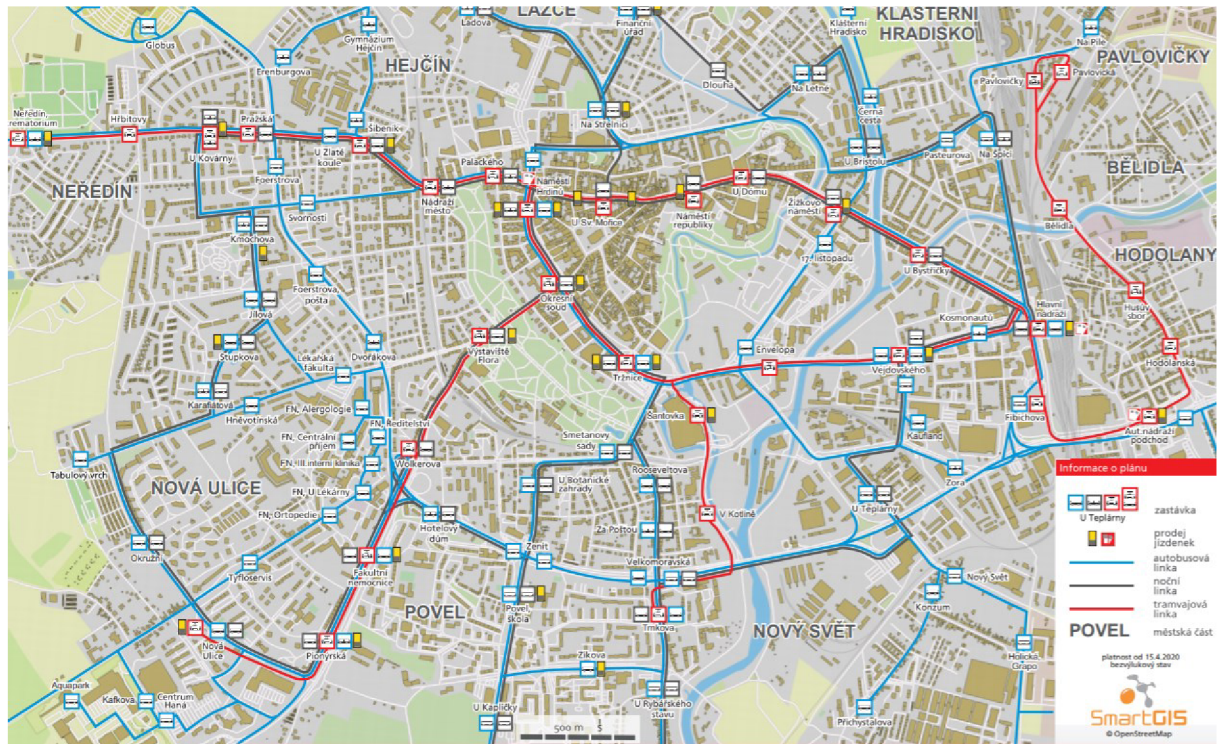 Ladova
LAZCE
Finanční
úřad
Klášterní
Hradisko
KLÁŠTERNÍ
HRADISKO
Na Pile
Globus
Gymnázium
Hejčín
HEJČÍN
Erenburgova
Dlouhá
Na Letné
Pavlovičky
Pavlovická
PAVLOVIČKY
Neředín,
krematorium
Hřbitovy
Pražská
U Kovárny
U Zlaté
koule
Šibeník
Na Střelnici
Černá
cesta
U Bristolu
Pasteurova
Na Špici
NEŘEDÍN
Foerstrova
Palackého
Náměstí
Hrdinů
U Dómu
BĚLIDLA
Svornosti
Nádraží
město
U Sv. Mořice
Náměstí
republiky
Žižkovo
náměstí
Bělidla
Kmochova
17. listopadu
U Bystřičky
HODOLANY
Foerstrova,
pošta
Okresní
soud
Husův
sbor
Jílová
Hlavní
nádraží
Kosmonautů
Stupkova
Lékařská
fakulta
Dvořákova
Výstaviště
Flora
Tržnice
Envelopa
Vejdovského
Hodolanská
Karafiátová
Hněvotínská
FN, Alergologie
FN, Ředitelství
Šantovka
Fibichova
Aut.nádraží
podchod
FN, Centrální
příjem
Smetanovy
sady
Kaufland
Tabulový vrch
FN, III.interní klinika
Wolkerova
Rooseveltova
Zora
NOVÁ ULICE
FN, U Lékárny
U Botanické
zahrady
U Teplárny
FN, Ortopedie
Hotelový
dům
Za Poštou
V Kotlině
Okružní
Zenit
Tyfloservis
Fakultní
nemocnice
Velkomoravská
Nový Svět
POVEL
Povel,
škola
Trnkova
NOVÝ SVĚT
Konzum
Nová
Ulice
Pionýrská
Zikova
Holická,
Grapo
Aquapark
Kafkova
Centrum
Haná
U Kapličky
U Rybářského
stavu
Přichystalova
500 m
Informace o plánu
U Teplárny
zastávka
prodej
jízdenek
autobusová
linka
noční
linka
tramvajová
linka
POVEL
městská část
platnost od 15.4.2020
bezvýlukový stav
SmartGIS
© OpenStreetMap